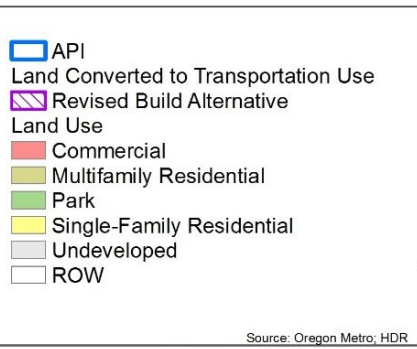 API
Land Converted to Transportation Use
Revised Build Alternative
Land Use
Commercial
Multifamily Residential
Park
Single-Family Residential
Undeveloped
ROW
Source: Oregon Metro; HDR